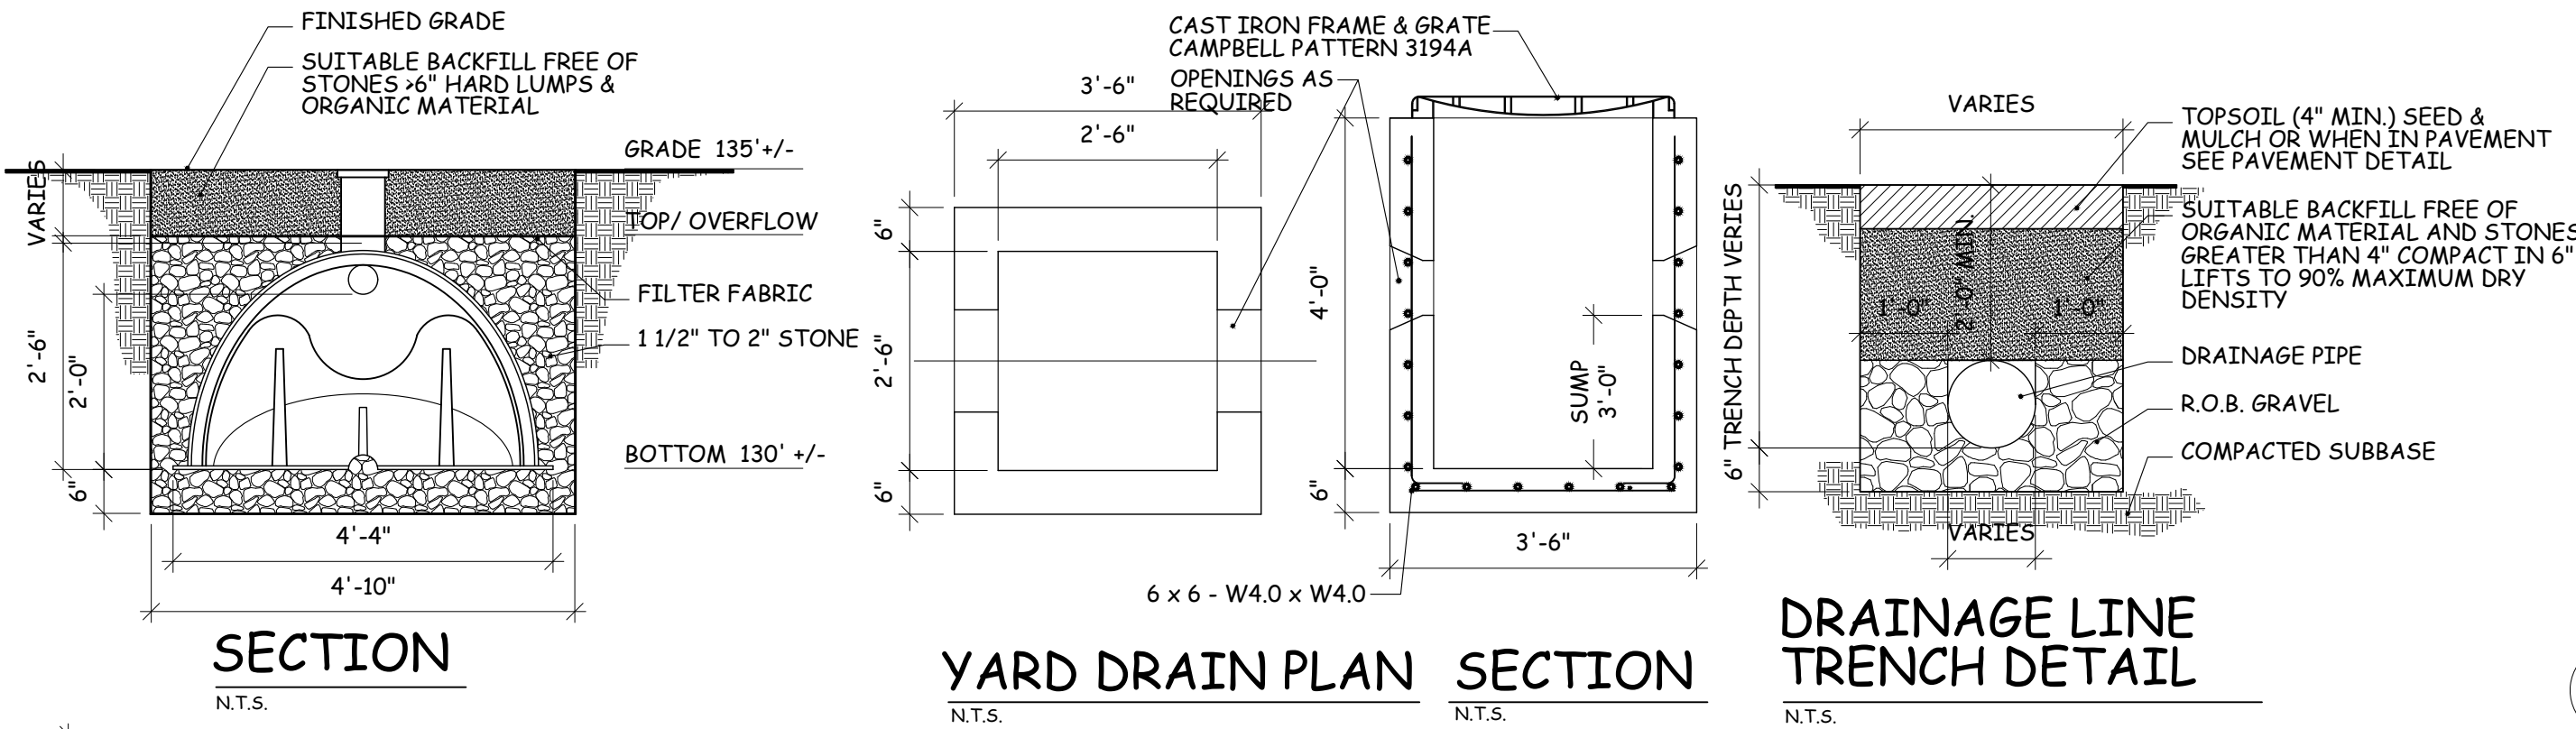 FINISHED GRADE
SUITABLE BACKFILL FREE OF
STONES >6" HARD LUMPS &
ORGANIC MATERIAL
GRADE 135'+/-
VARIES
TOP/ OVERFLOW
FILTER FABRIC
1 1/2" TO 2" STONE
2'-6"
2'-0"
BOTTOM 130' +/-
6"
4'-4"
4'-10"
SECTION
N.T.S.
CAST IRON FRAME & GRATE
CAMPBELL PATTERN 3194A
OPENINGS AS
REQUIRED
3'-6"
2'-6"
6"
2'-6"
6"
4'-0"
SUMP
3'-0"
6"
3'-6"
6 x 6 - W4.0 x W4.0
YARD DRAIN PLAN
N.T.S.
SECTION
N.T.S.
VARIES
TOPSOIL (4" MIN.) SEED &
MULCH OR WHEN IN PAVEMENT
SEE PAVEMENT DETAIL
SUITABLE BACKFILL FREE OF
ORGANIC MATERIAL AND STONES
GREATER THAN 4" COMPACT IN 6"
LIFTS TO 90% MAXIMUM DRY
DENSITY
6" TRENCH DEPTH VERIES
1'-0"
2'-0" MIN.
1'-0"
DRAINAGE PIPE
R.O.B. GRAVEL
COMPACTED SUBBASE
VARIES
DRAINAGE LINE
TRENCH DETAIL
N.T.S.